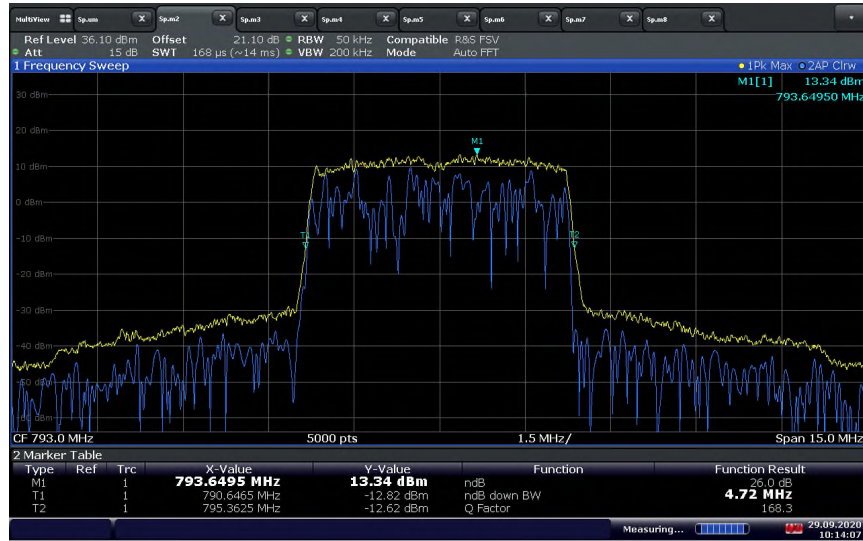 MultiView Sp.um X Sp.m2 X Sp.m3 X Sp.m4 X Sp.m5 X Sp.m6 X Sp.m7 X Sp.m8 X
Ref Level 36.10 dBm Offset 21.10 dB RBW 50 kHz Compatible R&S FSV
Att 15 dB SWT 168 µs (~14 ms) VBW 200 kHz Mode Auto FFT
1 Frequency Sweep 1Pk Max 2AP Clrw
M1[1] 13.34 dBm
793.64950 MHz
30 dBm
20 dBm
M1
10 dBm
0 dBm
T1 T2
-10 dBm
-20 dBm
-30 dBm
-40 dBm
-50 dBm
-60 dBm
CF 793.0 MHz 5000 pts 1.5 MHz/ Span 15.0 MHz
2 Marker Table
Type Ref Trc X-Value Y-Value Function Function Result
M1 1 793.6495 MHz 13.34 dBm ndB 26.0 dB
T1 1 790.6465 MHz -12.82 dBm ndB down BW 4.72 MHz
T2 1 795.3625 MHz -12.62 dBm Q Factor 168.3
Measuring... 29.09.2020
10:14:07